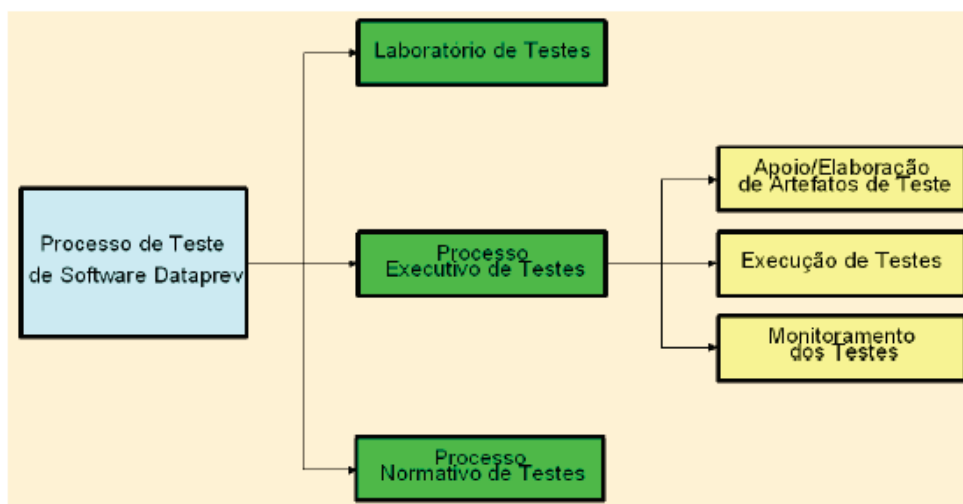 Laboratório de Testes
Apoio/Elaboração
de Artefatos de Teste
Processo de Teste
de Software Dataprev
Processo
Executivo de Testes
Execução de Testes
Monitoramento
dos Testes
Processo
Normativo de Testes